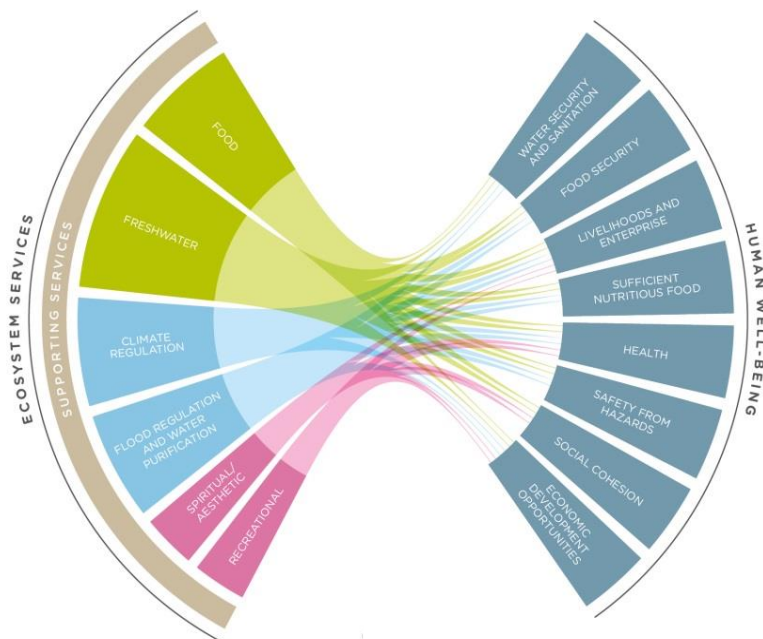 ECOSYSTEM SERVICES
SUPPORTING SERVICES
FOOD
FRESHWATER
CLIMATE
REGULATION
FLOOD REGULATION
AND WATER
PURIFICATION
SPIRITUAL/
AESTHETIC
RECREATIONAL
WATER SECURITY
AND SANITATION
FOOD SECURITY
LIVELIHOODS AND
ENTERPRISE
SUFFICIENT
NUTRITIOUS FOOD
HEALTH
SAFETY FROM
HAZARDS
SOCIAL COHESION
ECONOMIC
DEVELOPMENT
OPPORTUNITIES
HUMAN WELL-BEING